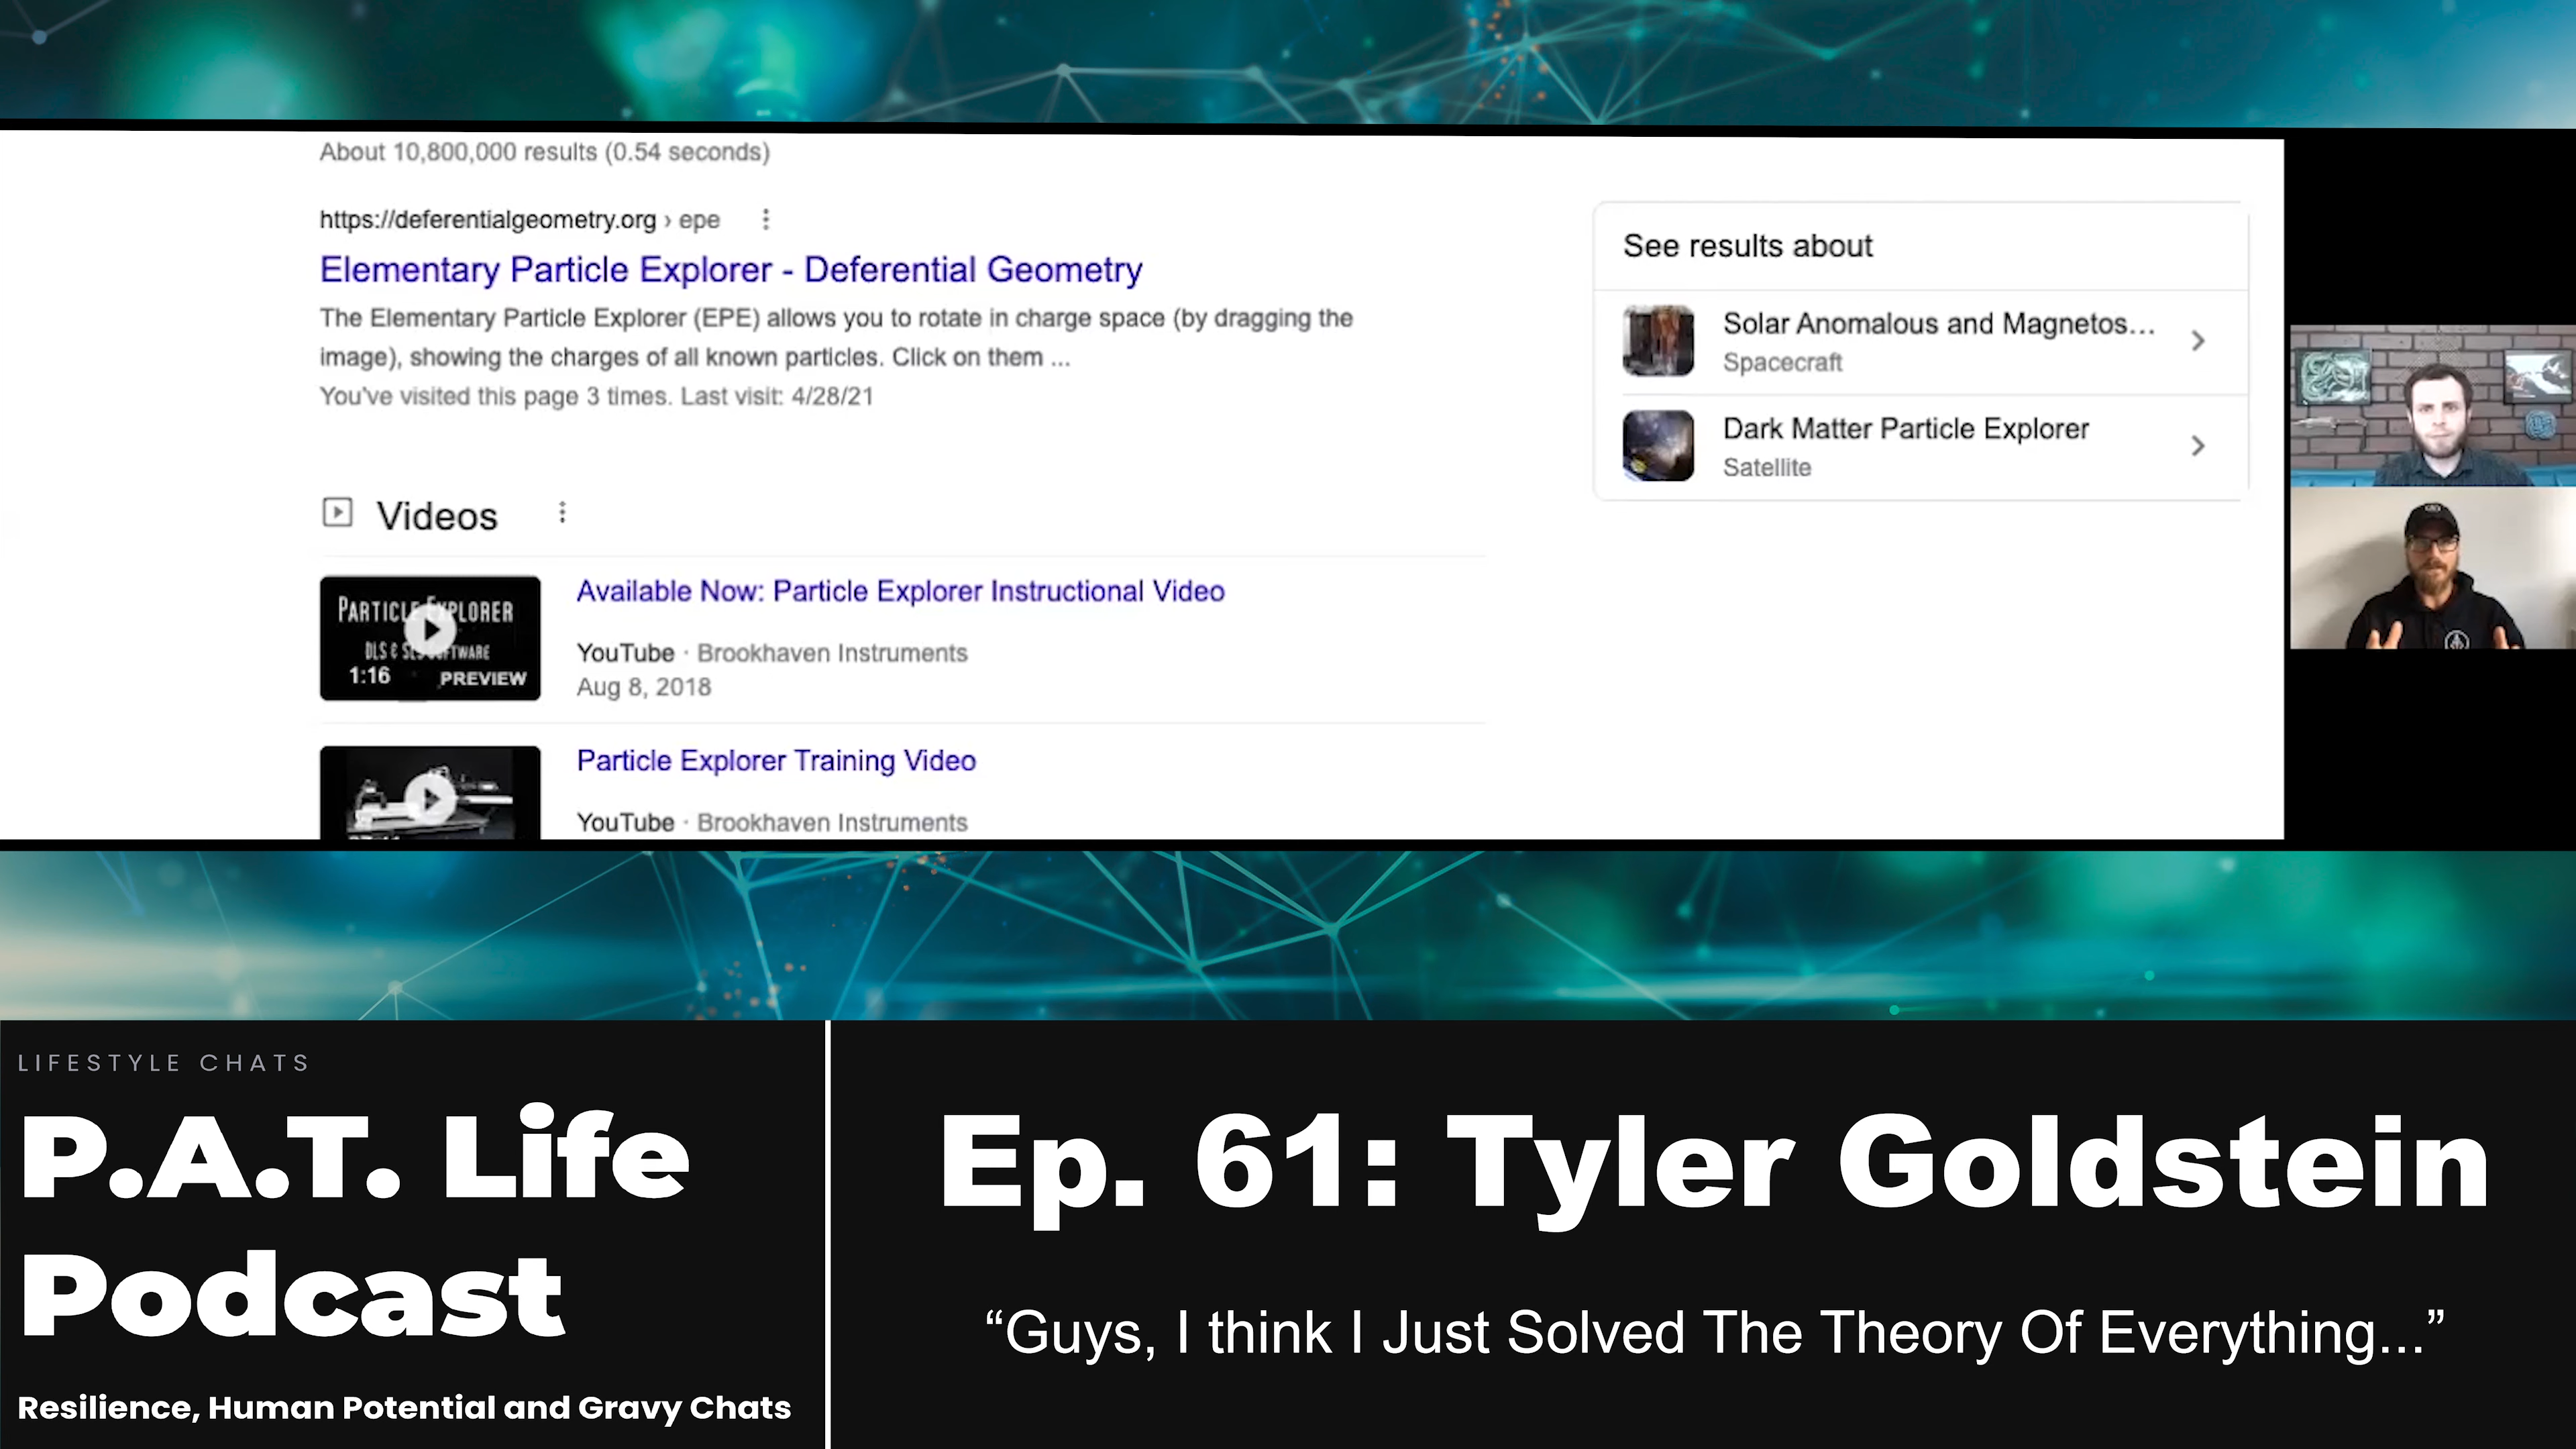 About 10,800,000 results (0.54 seconds)
https://deferentialgeometry.org › epe
Elementary Particle Explorer - Deferential Geometry
The Elementary Particle Explorer (EPE) allows you to rotate in charge space (by dragging the
image), showing the charges of all known particles. Click on them ...
You've visited this page 3 times. Last visit: 4/28/21
See results about
Solar Anomalous and Magnetos...
Spacecraft
Dark Matter Particle Explorer
Satellite
Videos
PARTICLE EXPLORER
DLS & SLS SOFTWARE
1:16 PREVIEW
Available Now: Particle Explorer Instructional Video
YouTube · Brookhaven Instruments
Aug 8, 2018
Particle Explorer Training Video
YouTube · Brookhaven Instruments
LIFESTYLE CHATS
P.A.T. Life
Podcast
Resilience, Human Potential and Gravy Chats
Ep. 61: Tyler Goldstein
“Guys, I think I Just Solved The Theory Of Everything...”